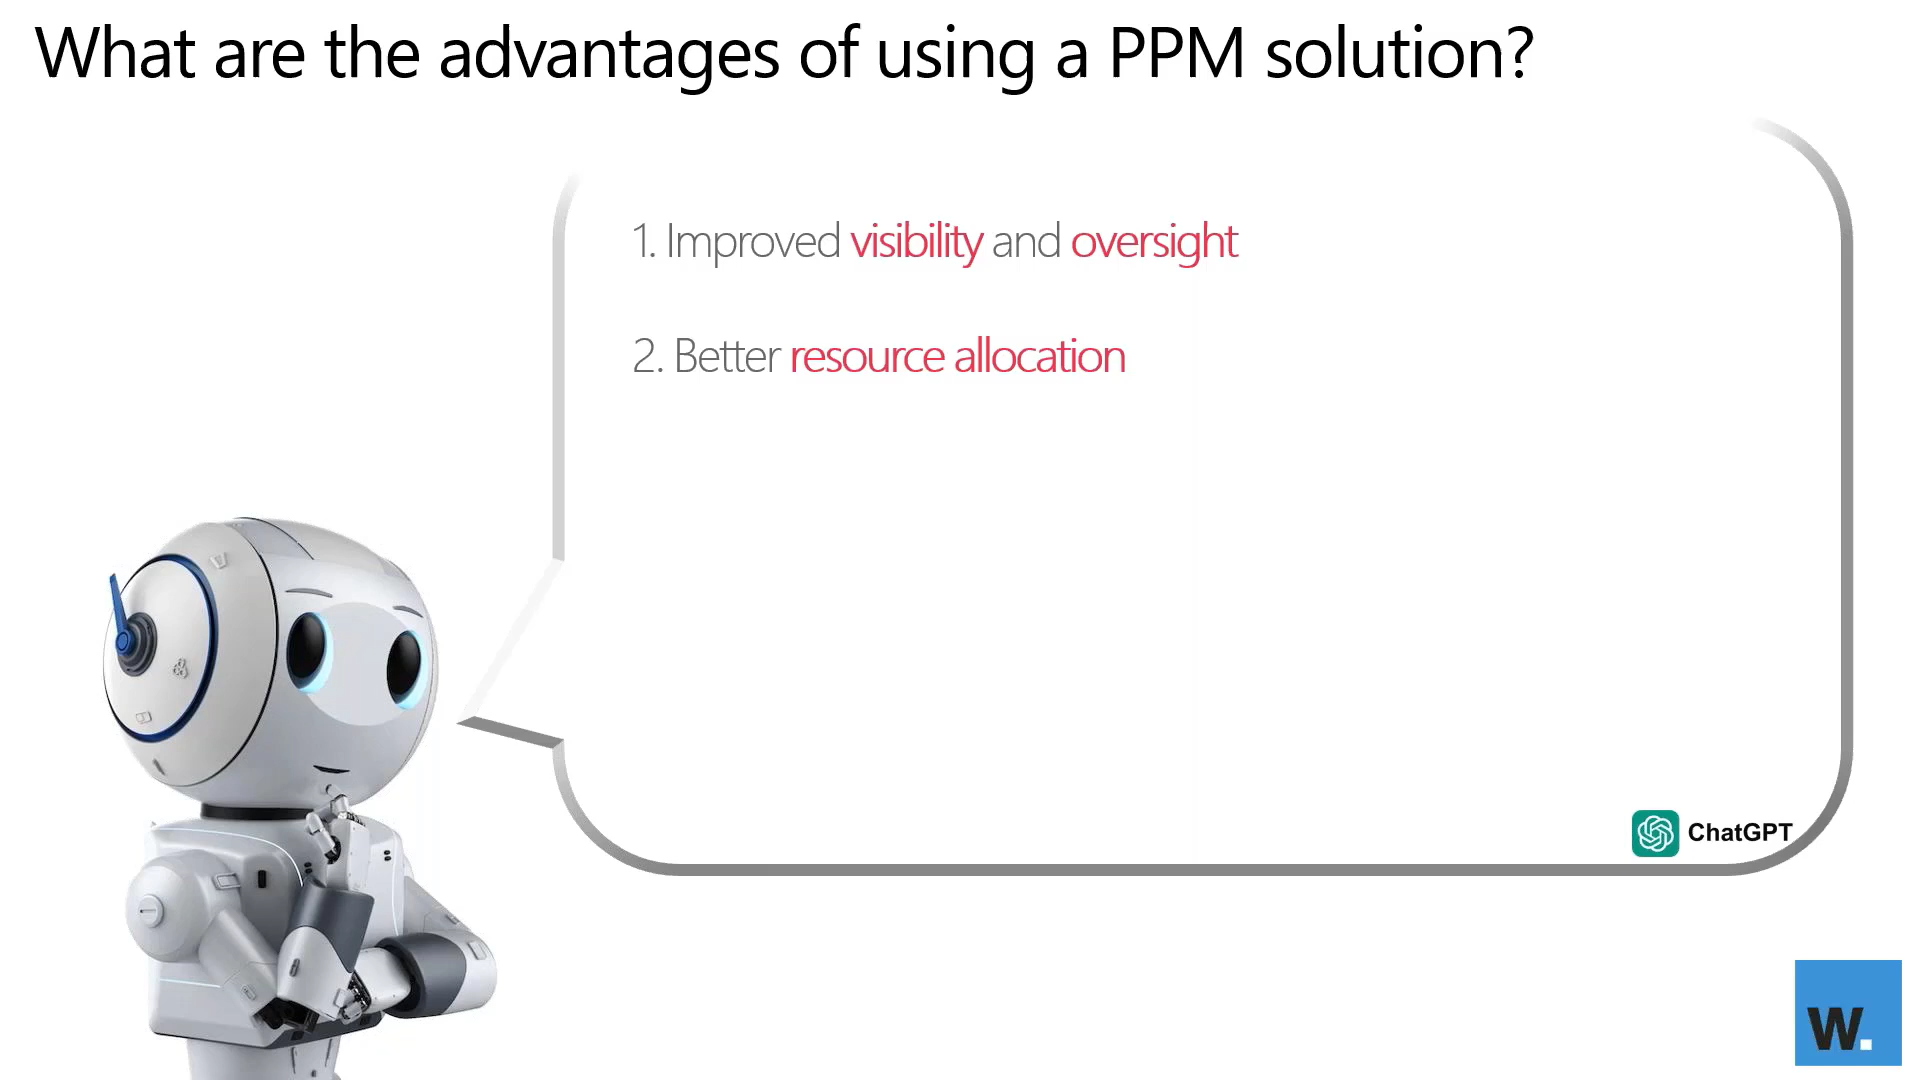 What are the advantages of using a PPM solution?
1. Improved visibility and oversight
2. Better resource allocation
ChatGPT
W.